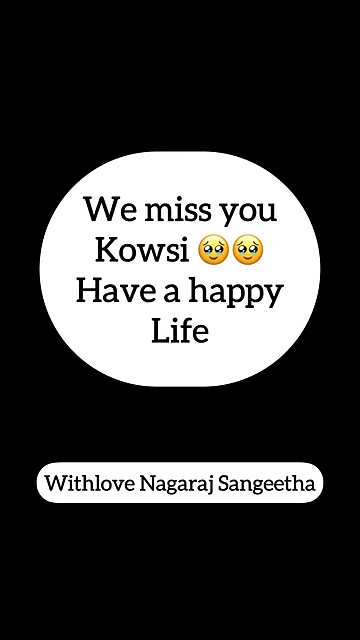 We miss you
Kowsi 🥹🥹
Have a happy
Life
Withlove Nagaraj Sangeetha